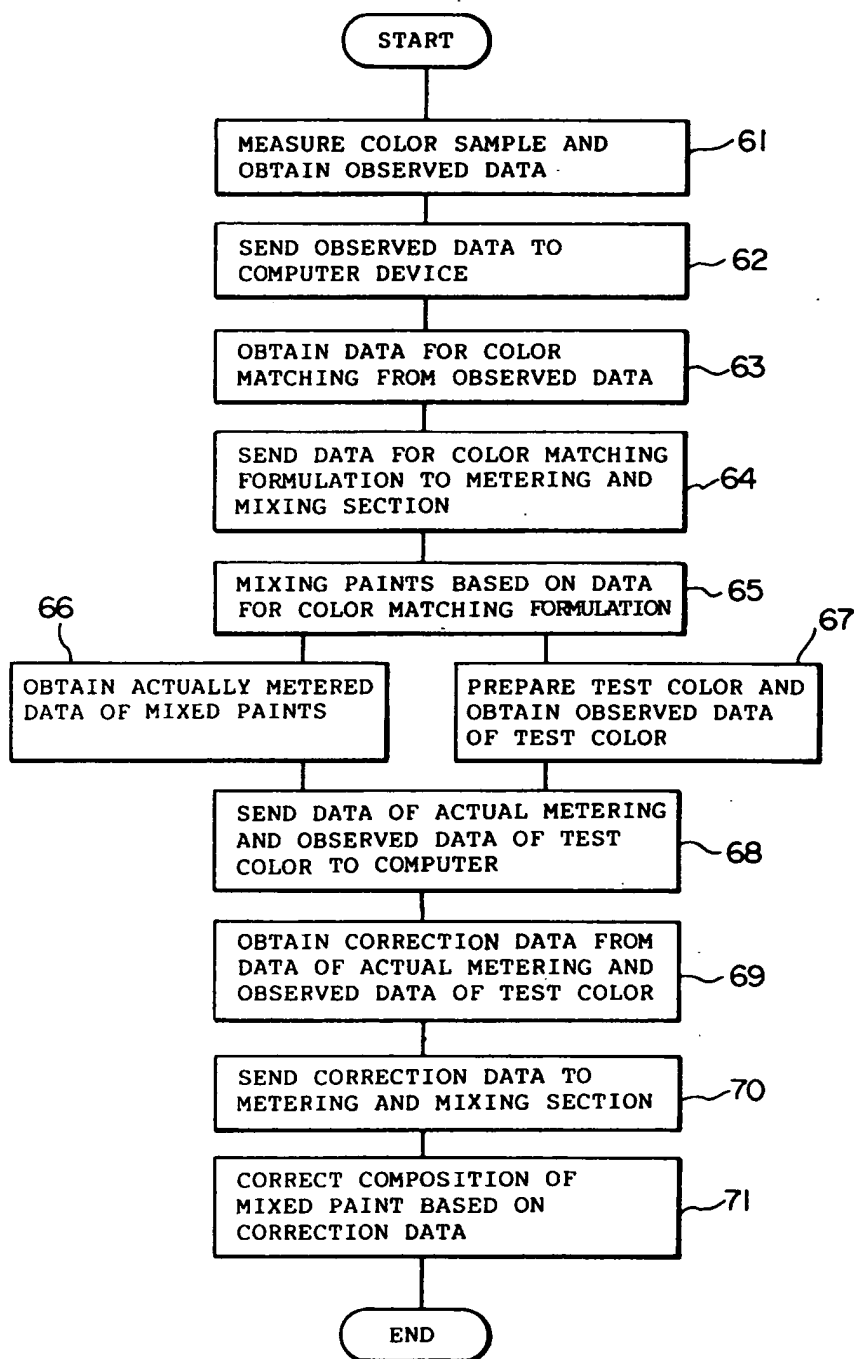 START
MEASURE COLOR SAMPLE AND
OBTAIN OBSERVED DATA
61
SEND OBSERVED DATA TO
COMPUTER DEVICE
62
OBTAIN DATA FOR COLOR
MATCHING FROM OBSERVED DATA
63
SEND DATA FOR COLOR MATCHING
FORMULATION TO METERING AND
MIXING SECTION
64
MIXING PAINTS BASED ON DATA
FOR COLOR MATCHING FORMULATION
65
66
OBTAIN ACTUALLY METERED
DATA OF MIXED PAINTS
67
PREPARE TEST COLOR AND
OBTAIN OBSERVED DATA
OF TEST COLOR
SEND DATA OF ACTUAL METERING
AND OBSERVED DATA OF TEST
COLOR TO COMPUTER
68
OBTAIN CORRECTION DATA FROM
DATA OF ACTUAL METERING AND
OBSERVED DATA OF TEST COLOR
69
SEND CORRECTION DATA TO
METERING AND MIXING SECTION
70
CORRECT COMPOSITION OF
MIXED PAINT BASED ON
CORRECTION DATA
71
END